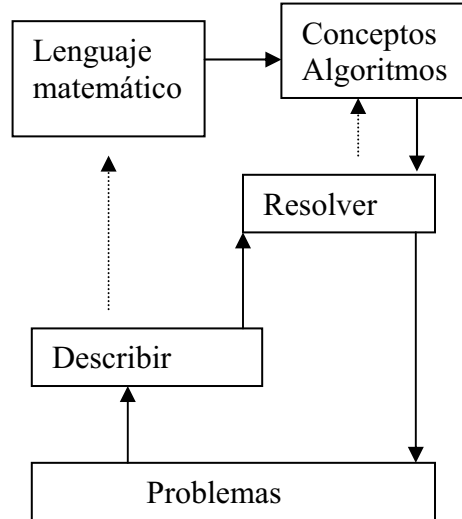 Lenguaje
matemático
Conceptos
Algoritmos
Resolver
Describir
Problemas